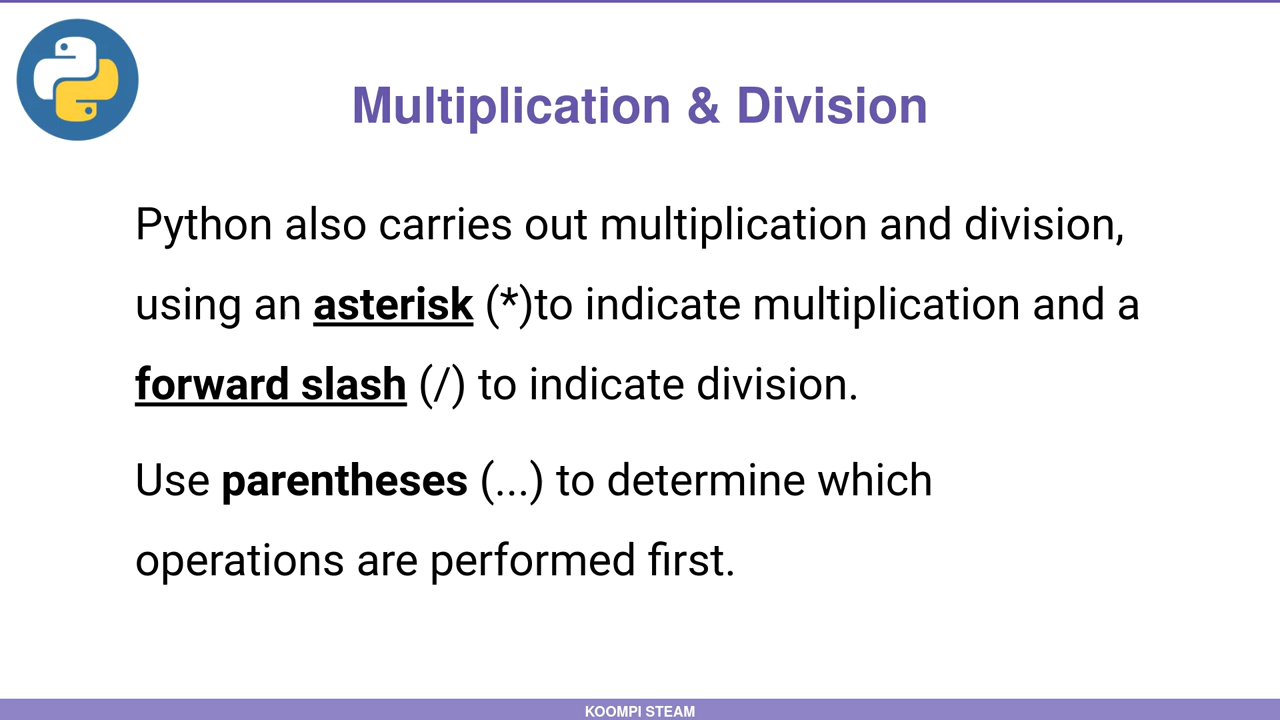 Multiplication & Division
Python also carries out multiplication and division,
using an asterisk (*)to indicate multiplication and a
forward slash (/) to indicate division.
Use parentheses (...) to determine which
operations are performed first.
KOOMPI STEAM